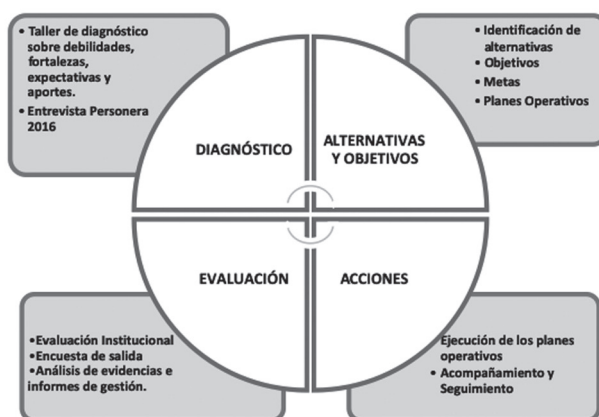 • Taller de diagnóstico
sobre debilidades,
fortalezas,
expectativas y
aportes.
• Entrevista Personera
2016
• Identificación de
alternativas
• Objetivos
• Metas
• Planes Operativos
DIAGNÓSTICO
ALTERNATIVAS
Y OBJETIVOS
EVALUACIÓN
ACCIONES
•Evaluación Institucional
•Encuesta de salida
•Análisis de evidencias e
informes de gestión.
Ejecución de los planes
operativos
• Acompañamiento y
Seguimiento